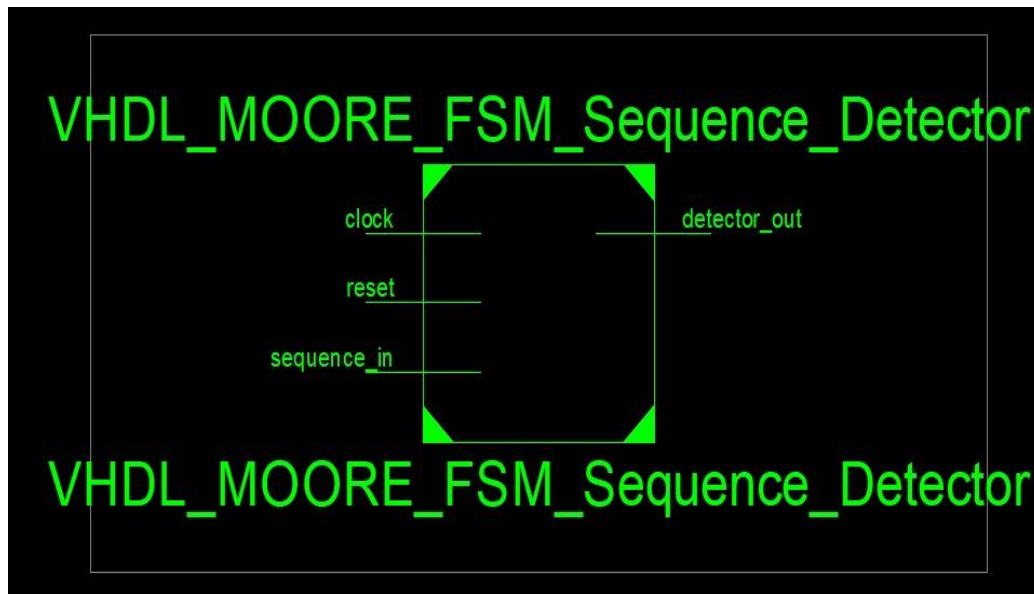 VHDL_MOORE_FSM_Sequence_Detector
clock
detector_out
reset
sequence_in
VHDL_MOORE_FSM_Sequence_Detector